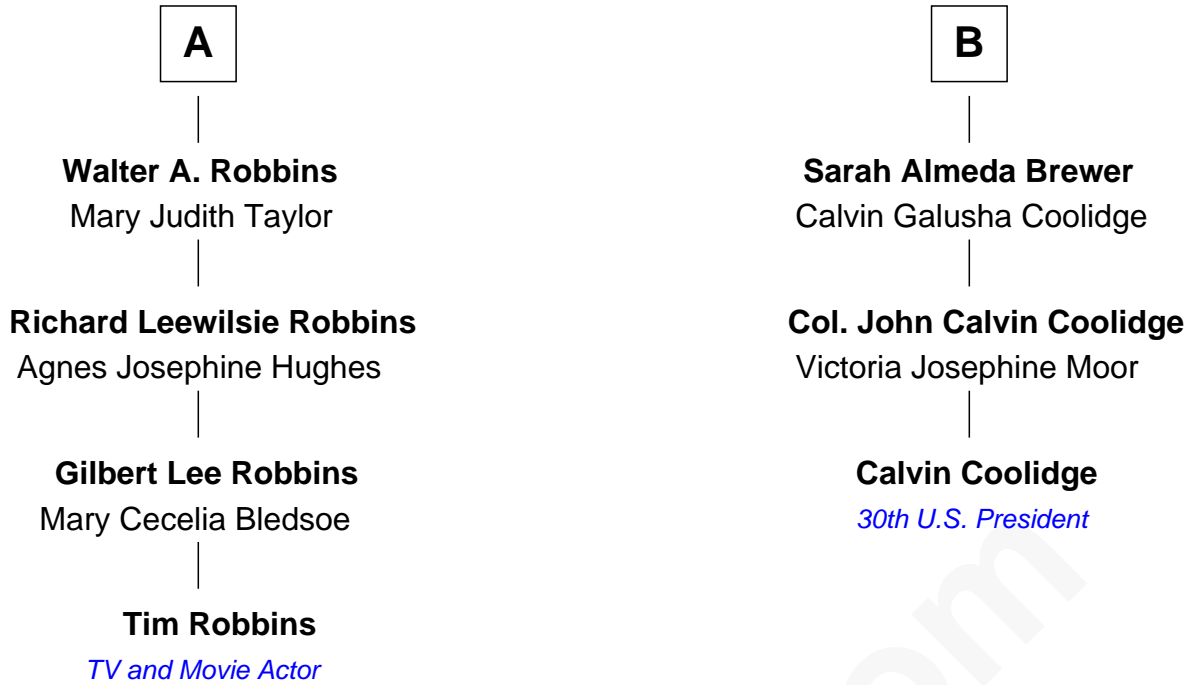 A
Walter A. Robbins
Mary Judith Taylor
Richard Leewilsie Robbins
Agnes Josephine Hughes
Gilbert Lee Robbins
Mary Cecelia Bledsoe
Tim Robbins
TV and Movie Actor
B
Sarah Almeda Brewer
Calvin Galusha Coolidge
Col. John Calvin Coolidge
Victoria Josephine Moor
Calvin Coolidge
30th U.S. President
om